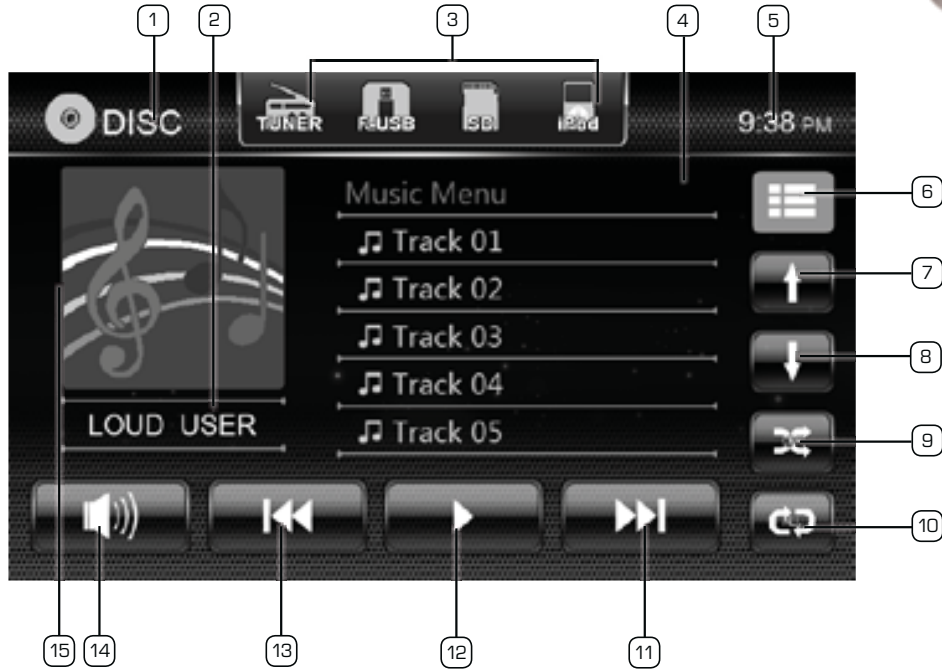 1 2 3 4 5
DISC TUNER F.USB SD iPod 9:38 PM
Music Menu
6
Track 01
7
Track 02
Track 03
8
Track 04
LOUD USER
Track 05
9
10
15 14 13 12 11